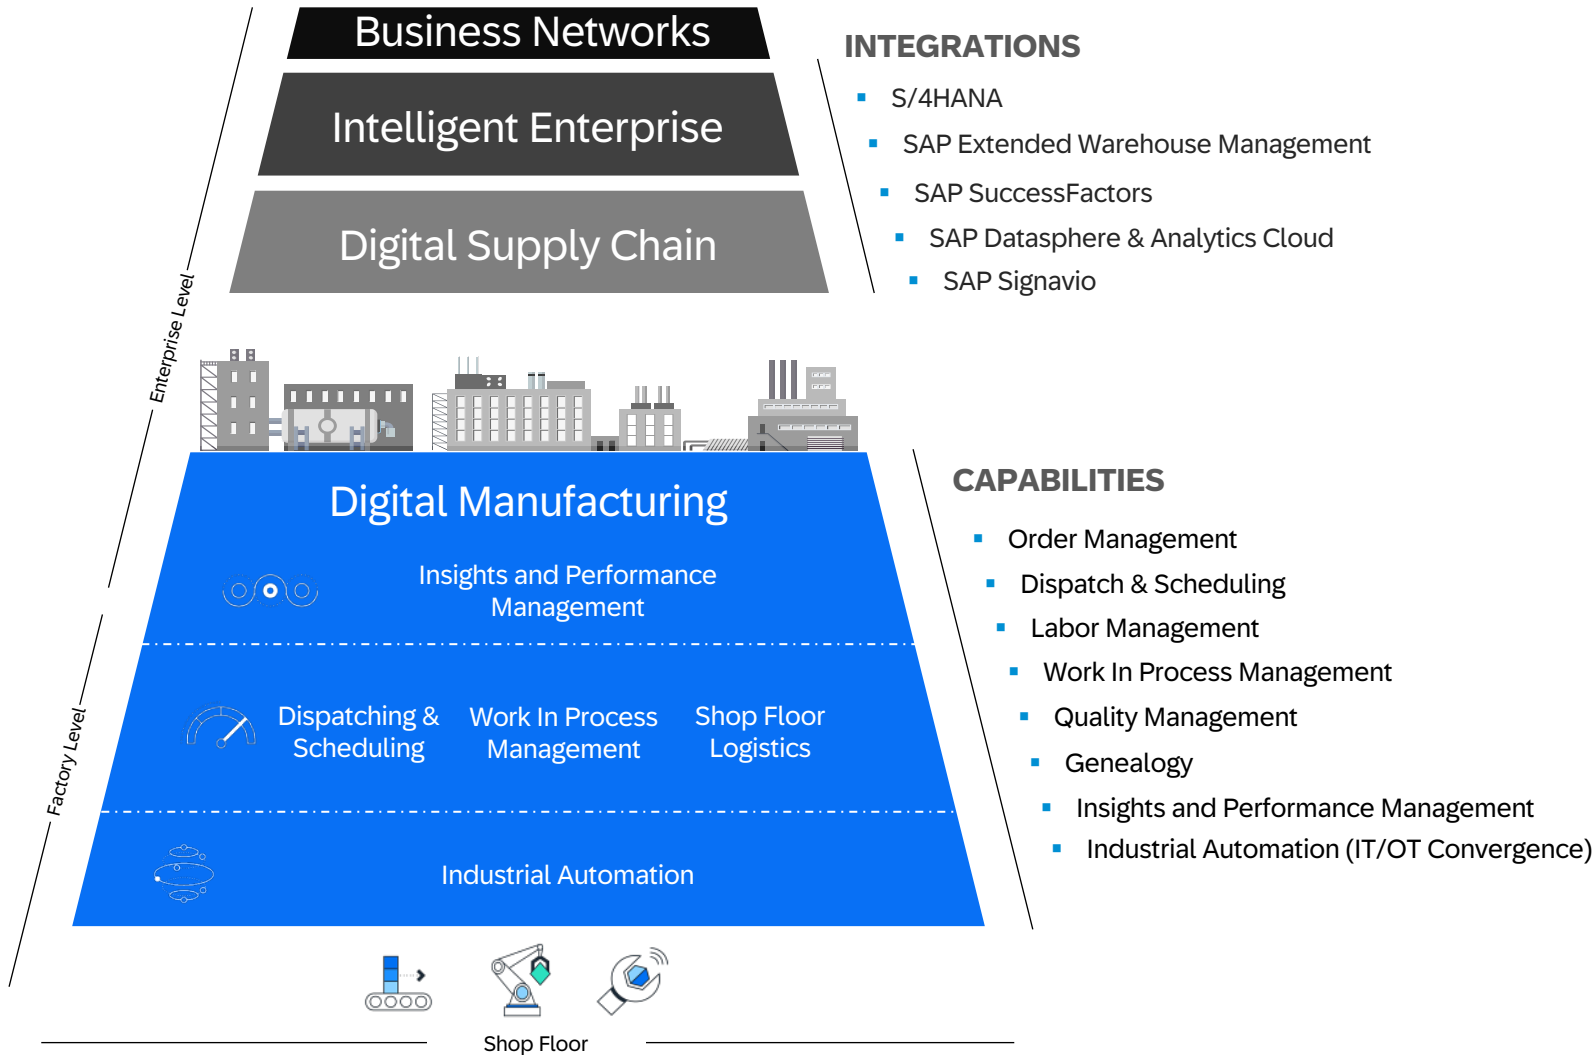 Business Networks
Intelligent Enterprise
Digital Supply Chain
INTEGRATIONS
S/4HANA
SAP Extended Warehouse Management
SAP SuccessFactors
SAP Datasphere & Analytics Cloud
SAP Signavio
Enterprise Level
Digital Manufacturing
Insights and Performance
Management
Dispatching &
Scheduling
Work In Process
Management
Shop Floor
Logistics
Industrial Automation
CAPABILITIES
Order Management
Dispatch & Scheduling
Labor Management
Work In Process Management
Quality Management
Genealogy
Insights and Performance Management
Industrial Automation (IT/OT Convergence)
Factory Level
Shop Floor